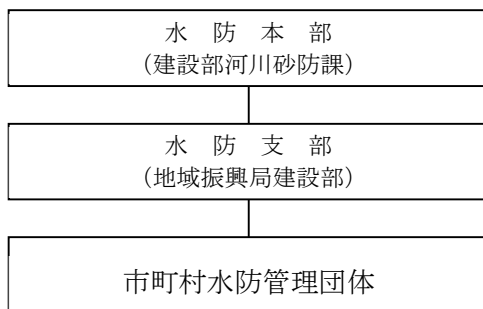 水 防 本 部
(建設部河川砂防課)
水 防 支 部
(地域振興局建設部)
市町村水防管理団体